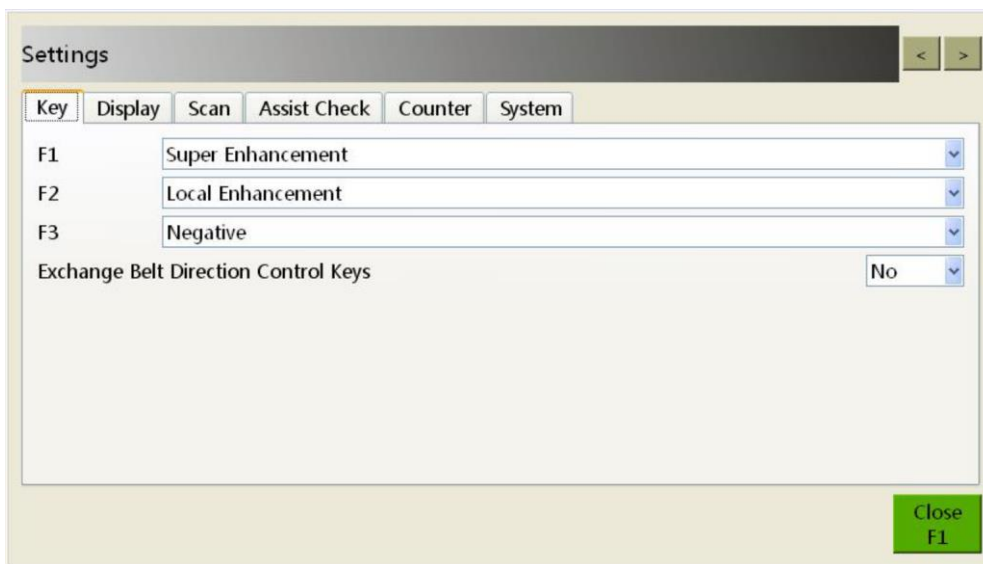 Settings
< >
Key Display Scan Assist Check Counter System
F1 Super Enhancement
F2 Local Enhancement
F3 Negative
Exchange Belt Direction Control Keys No
Close
F1